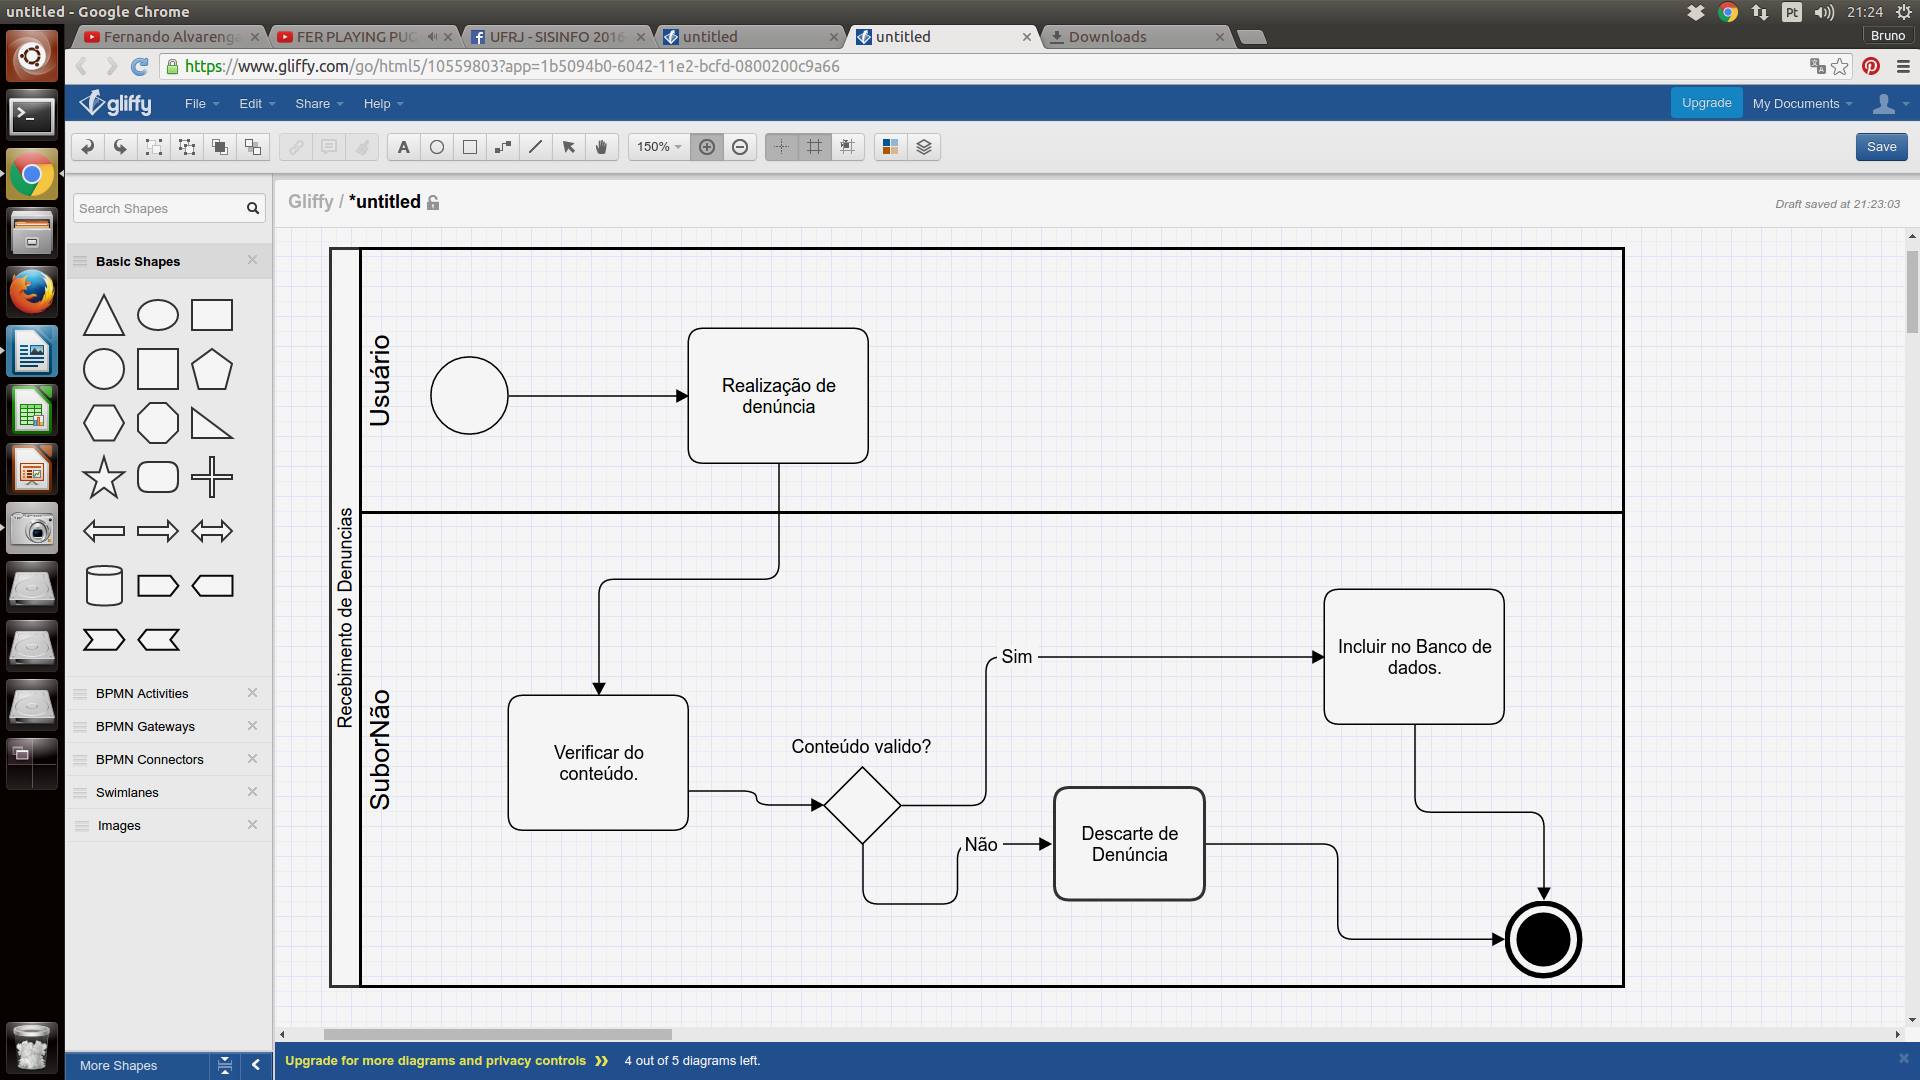 untitled - Google Chrome
Pt
21:24
Fernando Alvareng
FER PLAYING PUC
UFRJ - SISINFO 2016
untitled
untitled
Downloads
Bruno
https://www.gliffy.com/go/html5/10559803?app=1b5094b0-6042-11e2-bcfd-0800200c9a66
gliffy
File
Edit
Share
Help
Upgrade
My Documents
A
150%
Save
Search Shapes
Gliffy / *untitled
Draft saved at 21:23:03
Basic Shapes
BPMN Activities
BPMN Gateways
BPMN Connectors
Swimlanes
Images
More Shapes
Recebimento de Denuncias
Usuário
Realização de
denúncia
SuborNão
Verificar do
conteúdo.
Conteúdo valido?
Sim
Incluir no Banco de
dados.
Não
Descarte de
Denúncia
Upgrade for more diagrams and privacy controls
4 out of 5 diagrams left.